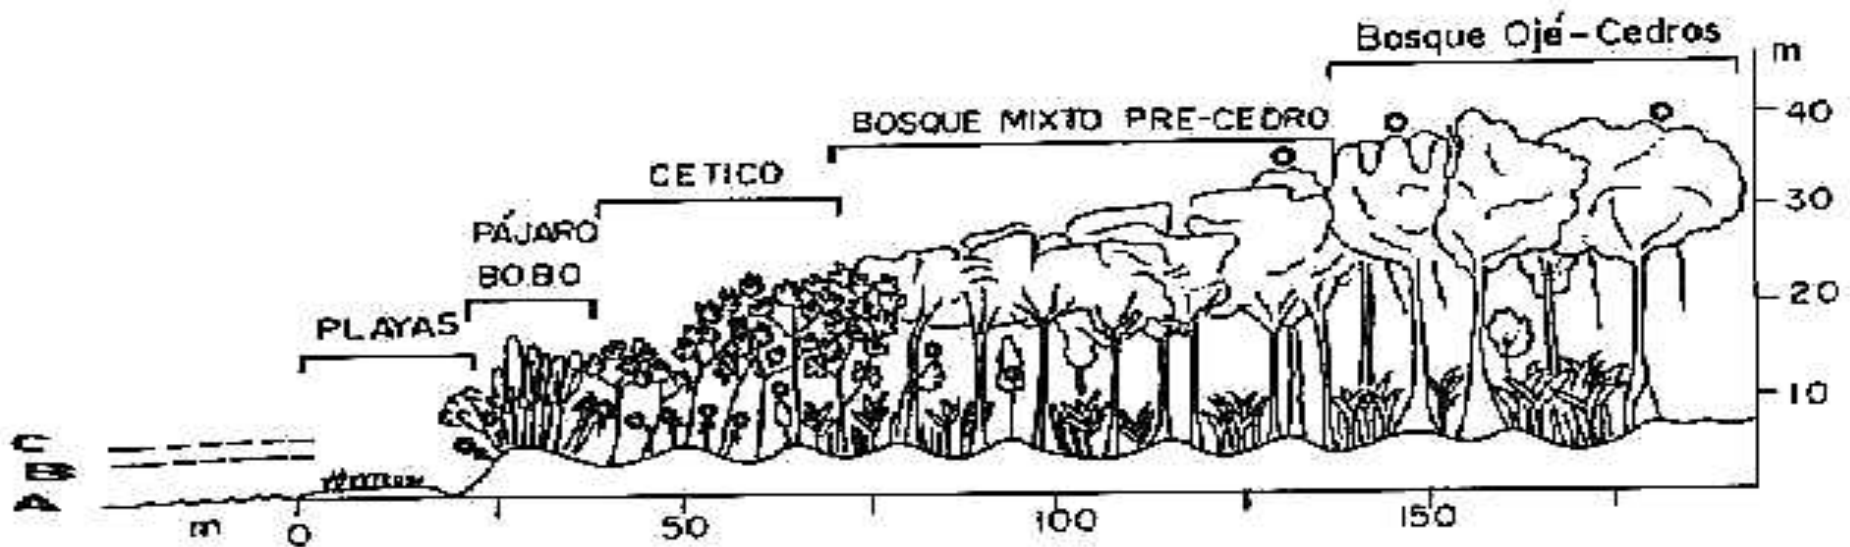 Bosque Ojé-Cedros
m
40
BOSQUE MIXTO PRE-CEDRO
CETICO
30
PÁJARO
BOBO
20
PLAYAS
10
C
B
A
m 0 50 100 150